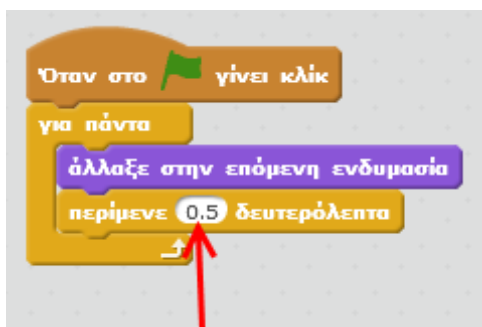 Όταν στο γίνει κλίκ
για πάντα
άλλαξε στην επόμενη ενδυμασία
περίμενε 0.5 δευτερόλεπτα